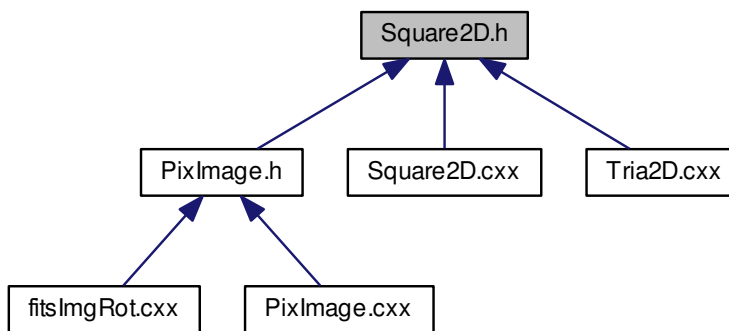 Square2D.h
PixImage.h
Square2D.cxx
Tria2D.cxx
fitsImgRot.cxx
PixImage.cxx